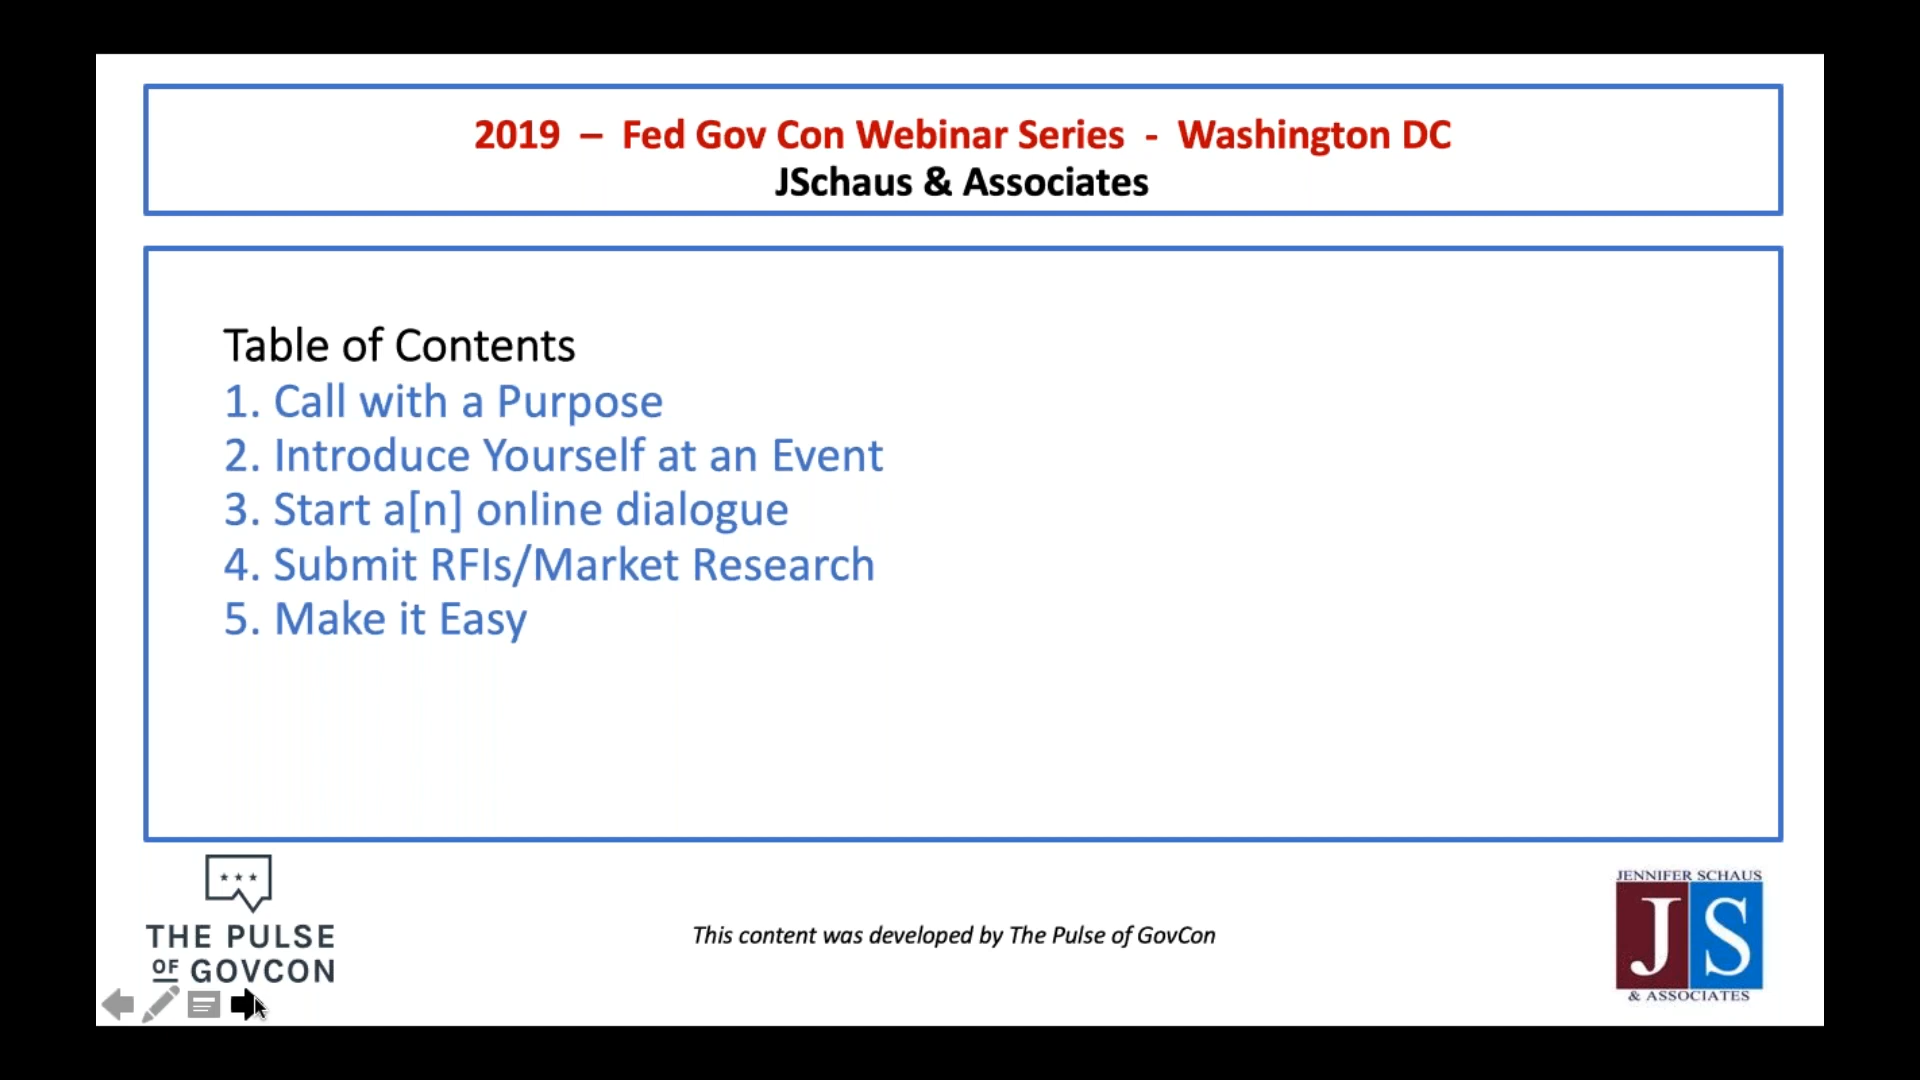 2019 – Fed Gov Con Webinar Series - Washington DC
JSchaus & Associates
Table of Contents
1. Call with a Purpose
2. Introduce Yourself at an Event
3. Start a[n] online dialogue
4. Submit RFIs/Market Research
5. Make it Easy
THE PULSE
OF GOVCON
This content was developed by The Pulse of GovCon
JENNIFER SCHAUS
JS
& ASSOCIATES